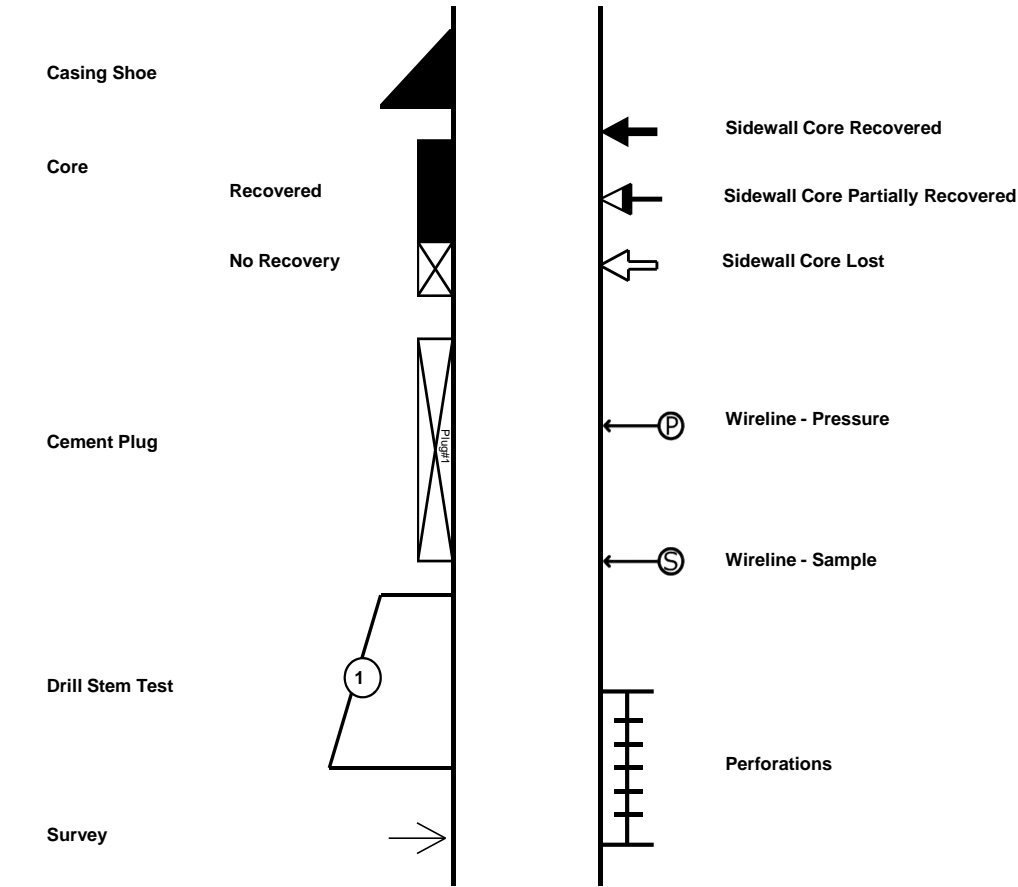 Casing Shoe
Core
Recovered
No Recovery
Plug#1
Cement Plug
1
Drill Stem Test
Survey
Sidewall Core Recovered
Sidewall Core Partially Recovered
Sidewall Core Lost
P
Wireline - Pressure
S
Wireline - Sample
Perforations